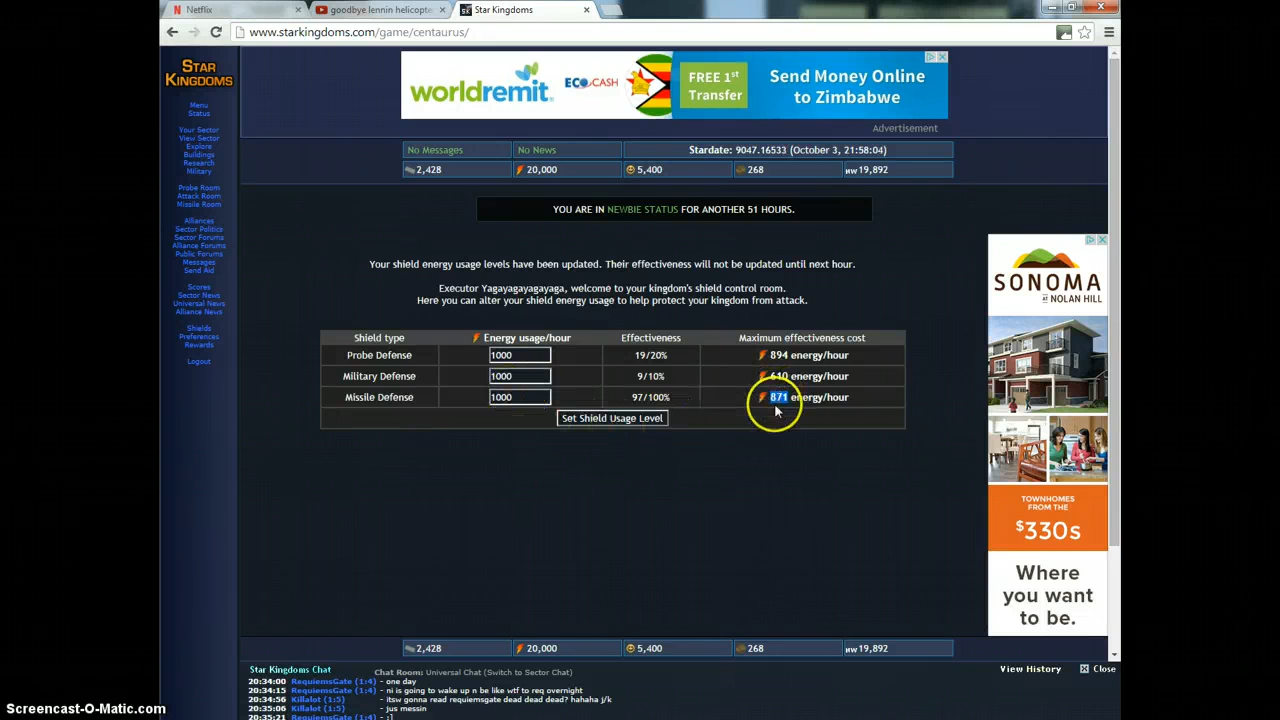 Netflix
goodbye lennin helicopte
Star Kingdoms
www.starkingdoms.com/game/centaurus/
STAR
KINGDOMS
Menu
Status
Your Sector
View Sector
Explore
Buildings
Research
Military
Probe Room
Attack Room
Missile Room
Alliances
Sector Politics
Sector Forums
Alliance Forums
Public Forums
Messages
Send Aid
Scores
Sector News
Universal News
Alliance News
Shields
Preferences
Rewards
Logout
worldremit
ECOCASH
FREE 1st
Transfer
Send Money Online
to Zimbabwe
Advertisement
No Messages
No News
Stardate: 9047.16533 (October 3, 21:58:04)
2,428
20,000
5,400
268
NW 19,892
YOU ARE IN NEWBIE STATUS FOR ANOTHER 51 HOURS.
Your shield energy usage levels have been updated. Their effectiveness will not be updated until next hour.
Executor Yagayagayagayaga, welcome to your kingdom's shield control room.
Here you can alter your shield energy usage to help protect your kingdom from attack.
Shield type Energy usage/hour Effectiveness Maximum effectiveness cost
Probe Defense 1000 19/20% 894 energy/hour
Military Defense 1000 9/10% 610 energy/hour
Missile Defense 1000 97/100% 871 energy/hour
Set Shield Usage Level
SONOMA
AT NOLAN HILL
TOWNHOMES
FROM THE
$330s
Where
you want
to be.
2,428
20,000
5,400
268
NW 19,892
Star Kingdoms Chat
Chat Room: Universal Chat (Switch to Sector Chat)
View History
Close
20:34:00 RequiemsGate (1:4) - one day
20:34:15 RequiemsGate (1:4) - ni is going to wake up n be like wtf to req overnight
20:34:56 Killalot (1:5) - itsw gonna read requiemsgate dead dead dead? hahaha j/k
20:35:06 Killalot (1:5) - jus messin
20:35:21 RequiemsGate (1:4) - :]
Screencast-O-Matic.com